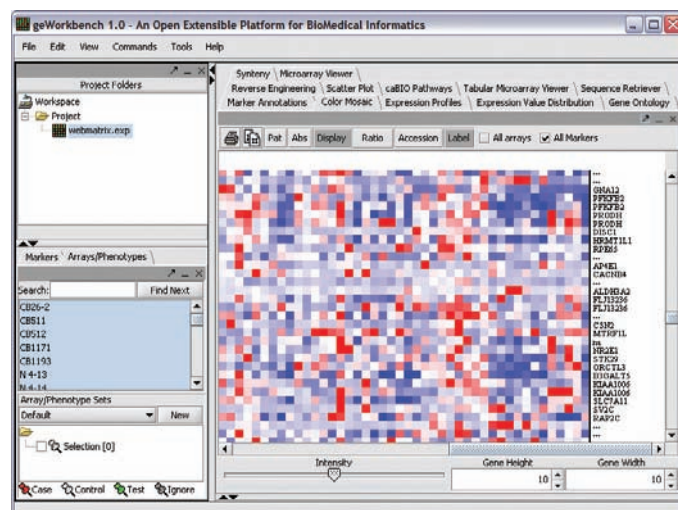 geWorkbench 1.0 - An Open Extensible Platform for BioMedical Informatics
File Edit View Commands Tools Help
Project Folders
Workspace
Project
webmatrix.exp
Markers Arrays/Phenotypes
Search: Find Next
CB26-2
CB511
CB512
CB1171
CB1193
N 4-13
N 4-14
Array/Phenotype Sets
Default New
Selection [0]
Case Control Test Ignore
Synteny Microarray Viewer
Reverse Engineering Scatter Plot caBIO Pathways Tabular Microarray Viewer Sequence Retriever
Marker Annotations Color Mosaic Expression Profiles Expression Value Distribution Gene Ontology
Pat Abs Display Ratio Accession Label All arrays All Markers
...
...
GNA12
PFKFB2
PFKFB2
PRODH
PRODH
DISC1
HRMT1L1
RPE65
...
AP4E1
CACNB4
...
ALDH3A2
FLJ13236
FLJ13236
...
CSN2
MTRF1L
NR2E1
STK29
ORCTL3
B3GALT5
KIAA1006
KIAA1006
SLC7A11
SV2C
RAP2C
...
...
Intensity Gene Height Gene Width
10 10